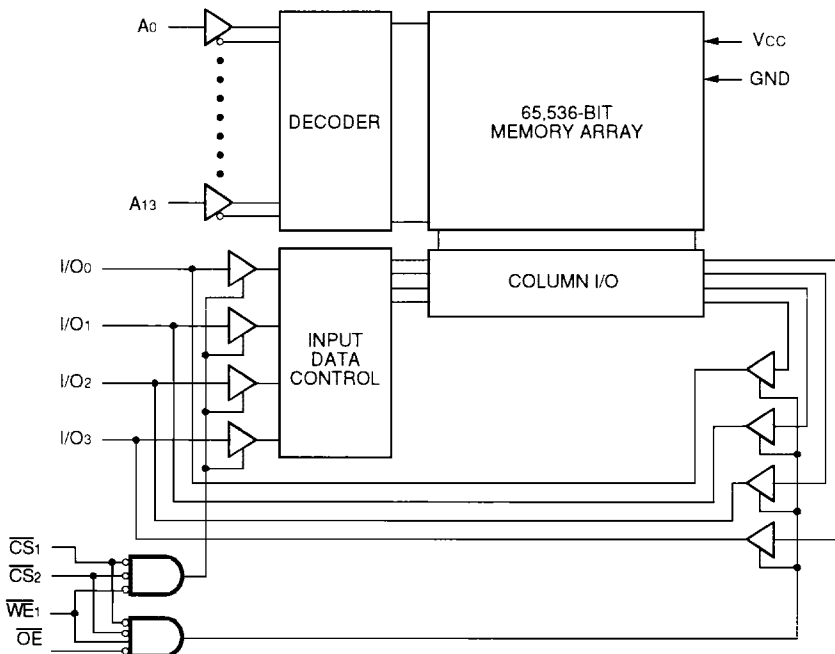 A0
VCC
GND
DECODER
65,536-BIT
MEMORY ARRAY
A13
I/O0
COLUMN I/O
I/O1
INPUT
DATA
CONTROL
I/O2
I/O3
CS1
CS2
WE1
OE